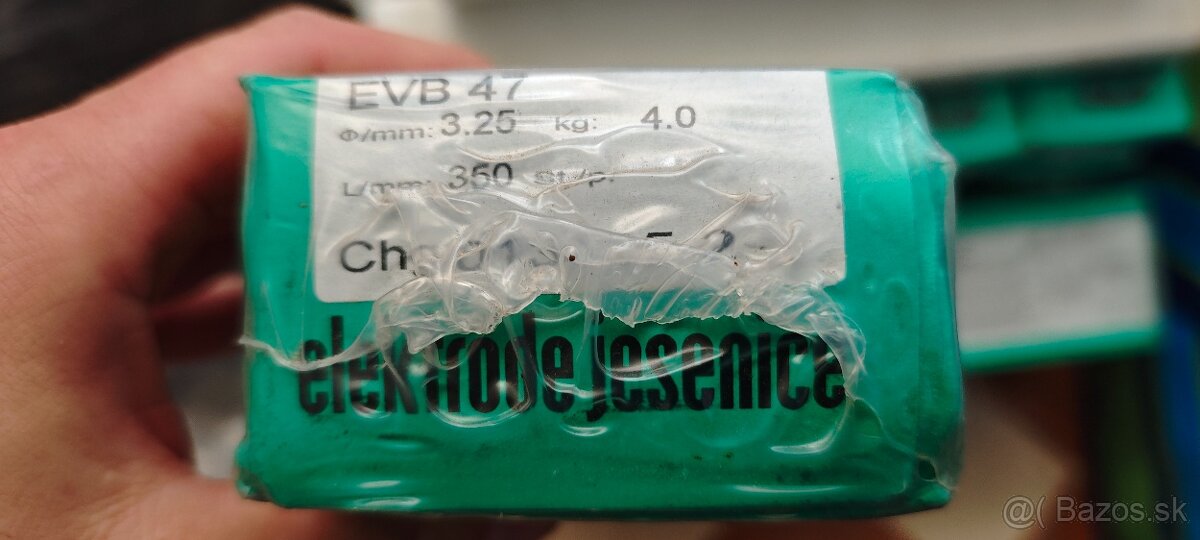 EVB 47
Φ/mm: 3.25 kg: 4.0
L/mm: 350
elektrode jesenice
@( Bazos.sk